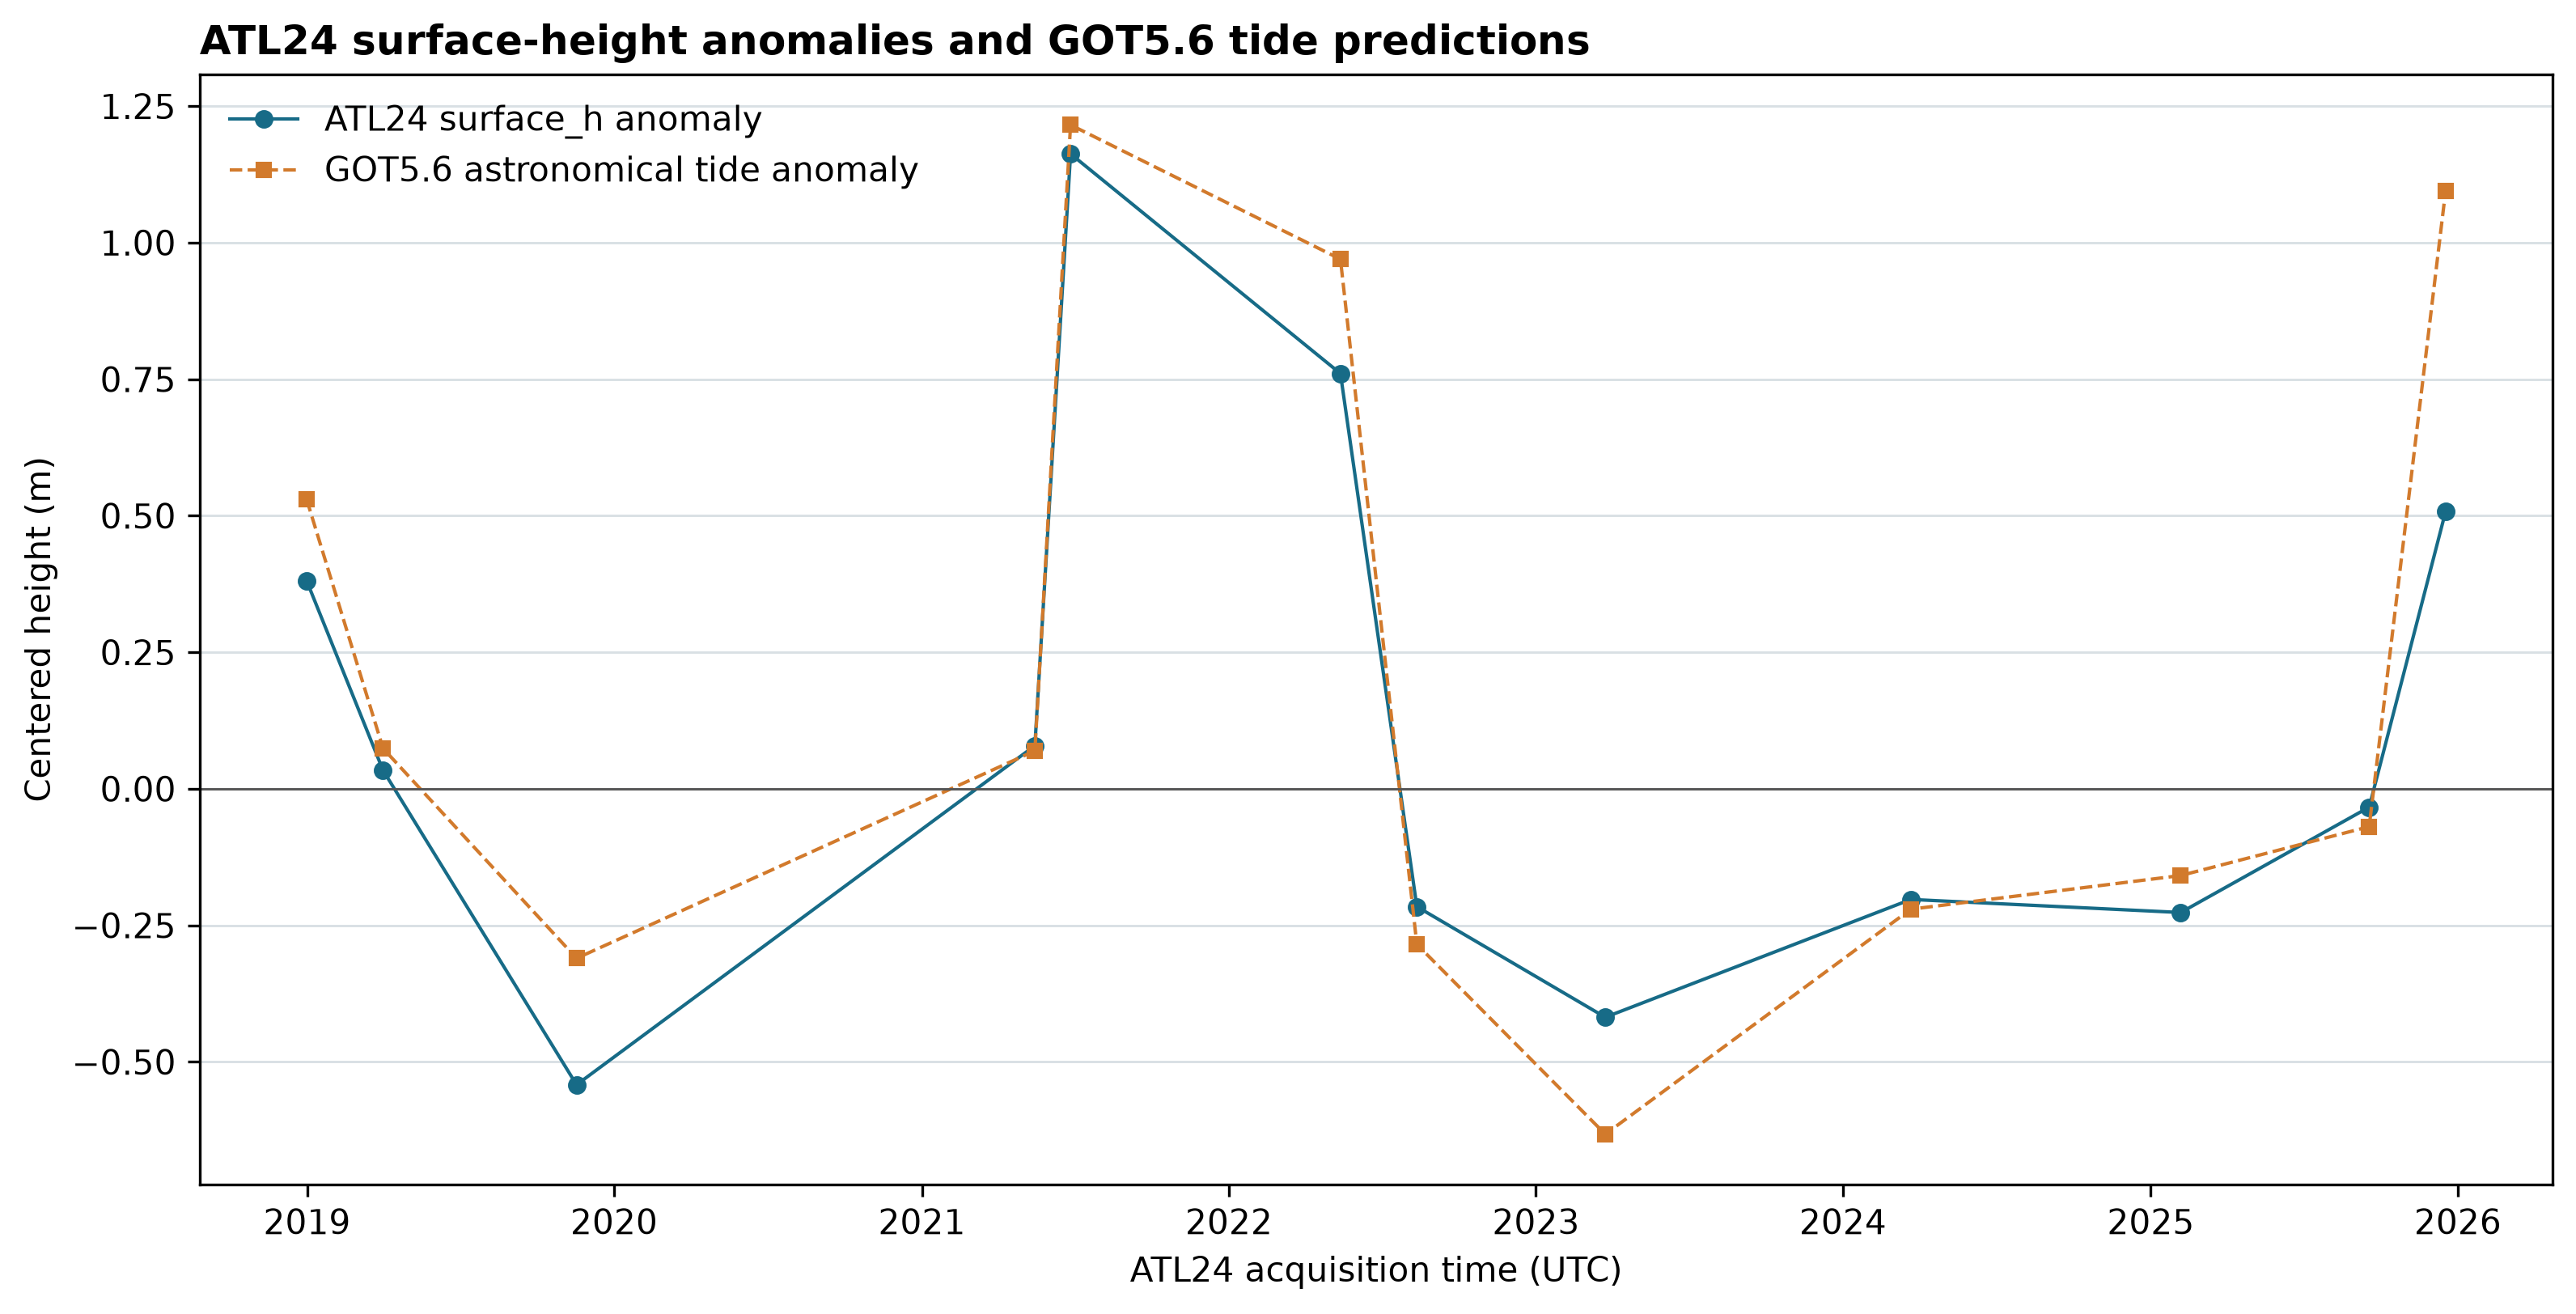 ATL24 surface-height anomalies and GOT5.6 tide predictions
ATL24 surface_h anomaly
GOT5.6 astronomical tide anomaly
Centered height (m)
1.25
1.00
0.75
0.50
0.25
0.00
−0.25
−0.50
2019 2020 2021 2022 2023 2024 2025 2026
ATL24 acquisition time (UTC)